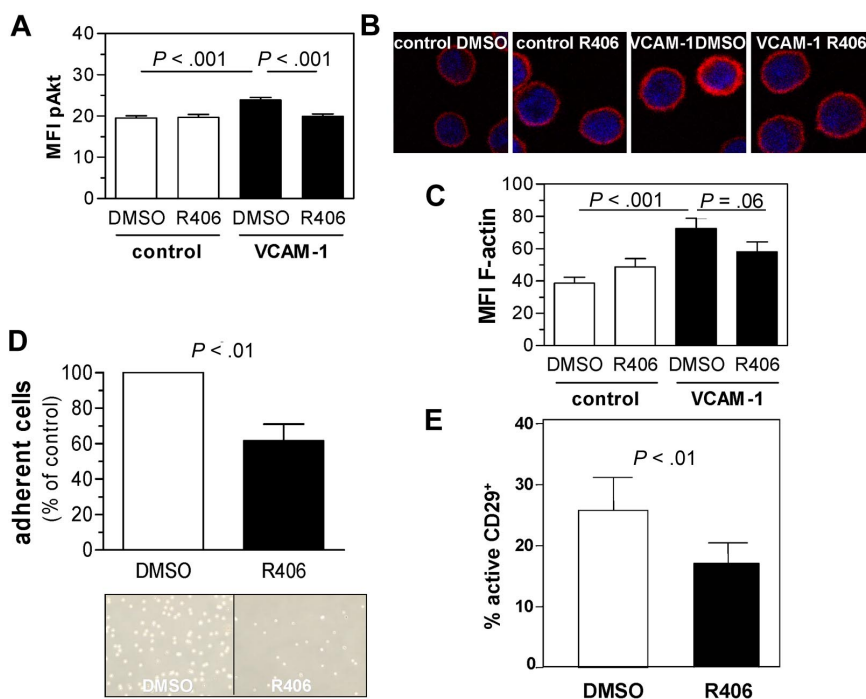 A
MFI pAkt
40
30
20
10
0
P < .001 P < .001
DMSO R406 DMSO R406
control VCAM-1
B
control DMSO control R406 VCAM-1DMSO VCAM-1 R406
C
MFI F-actin
100
80
60
40
20
0
P < .001 P = .06
DMSO R406 DMSO R406
control VCAM-1
D
adherent cells
(% of control)
100
80
60
40
20
0
P < .01
DMSO R406
DMSO R406
E
% active CD29+
40
30
20
10
0
P < .01
DMSO R406